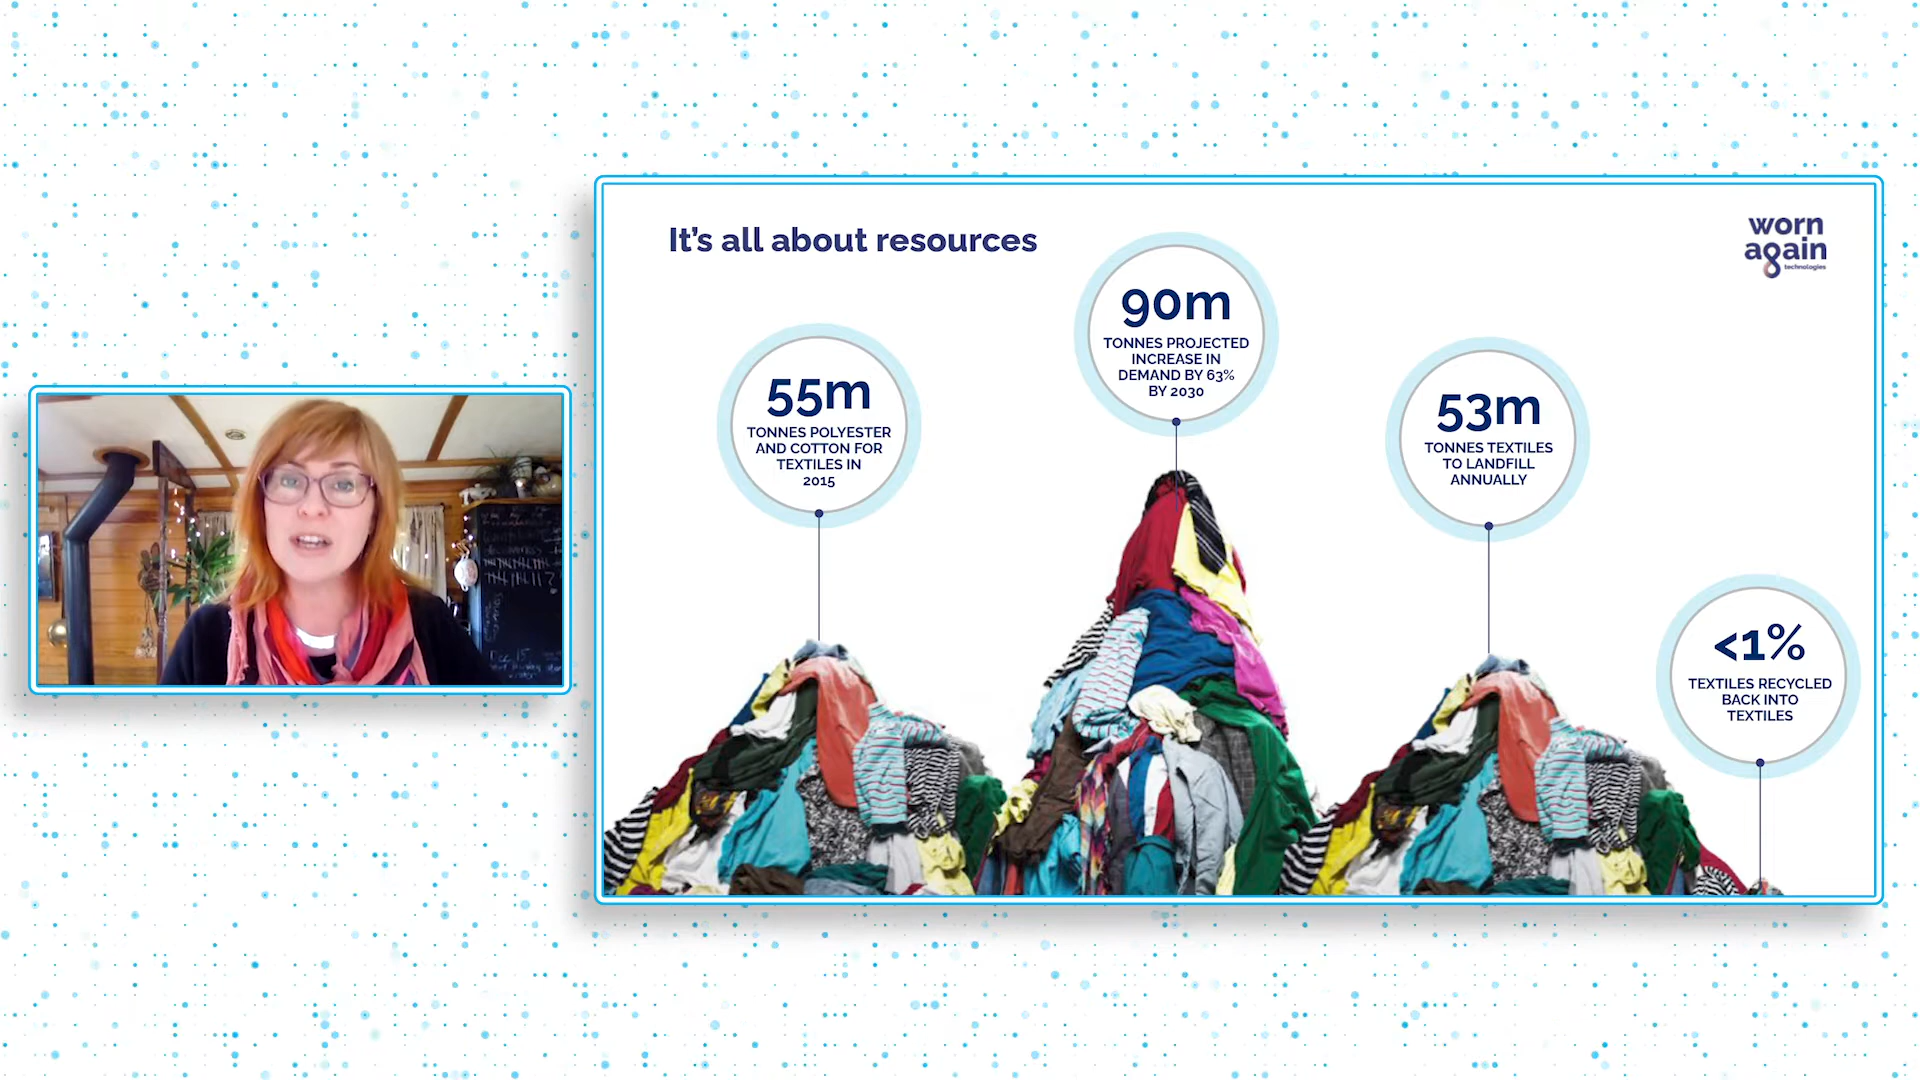 It's all about resources
worn
again
technologies
90m
TONNES PROJECTED
INCREASE IN
DEMAND BY 63%
BY 2030
55m
TONNES POLYESTER
AND COTTON FOR
TEXTILES IN
2015
53m
TONNES TEXTILES
TO LANDFILL
ANNUALLY
<1%
TEXTILES RECYCLED
BACK INTO
TEXTILES